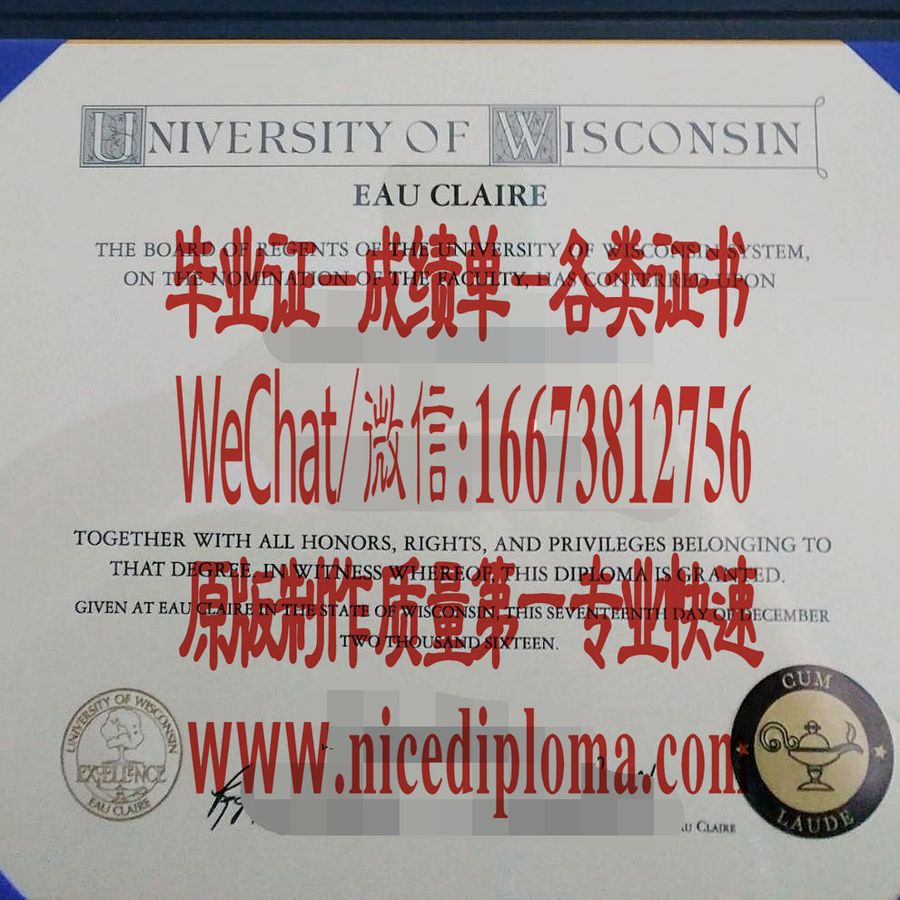 UNIVERSITY OF WISCONSIN
EAU CLAIRE
THE BOARD OF REGENTS OF THE UNIVERSITY OF WISCONSIN SYSTEM,
ON THE NOMINATION OF THE FACULTY, HAS CONFERRED UPON
毕业证-成绩单-各类证书
WeChat/微信:16673812756
TOGETHER WITH ALL HONORS, RIGHTS, AND PRIVILEGES BELONGING TO
THAT DEGREE. IN WITNESS WHEREOF, THIS DIPLOMA IS GRANTED.
原版制作质量第一专业快速
GIVEN AT EAU CLAIRE IN THE STATE OF WISCONSIN, THIS SEVENTEENTH DAY OF DECEMBER
TWO THOUSAND SIXTEEN.
www.nicediploma.com
UNIVERSITY OF WISCONSIN
EXCELLENCE
EAU CLAIRE
CUM
LAUDE
AU CLAIRE